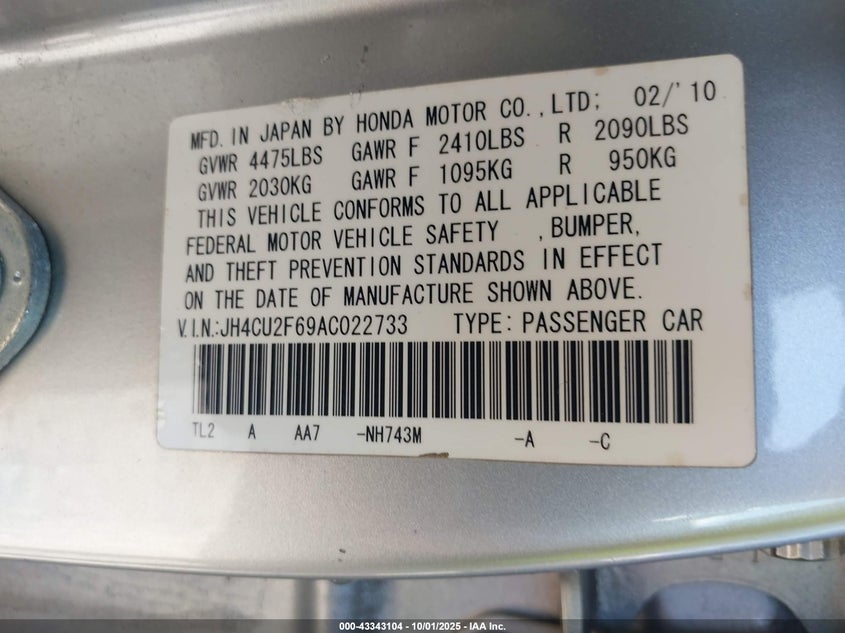 MFD. IN JAPAN BY HONDA MOTOR CO.,LTD; 02/'10
GVWR 4475LBS GAWR F 2410LBS R 2090LBS
GVWR 2030KG GAWR F 1095KG R 950KG
THIS VEHICLE CONFORMS TO ALL APPLICABLE
FEDERAL MOTOR VEHICLE SAFETY ,BUMPER,
AND THEFT PREVENTION STANDARDS IN EFFECT
ON THE DATE OF MANUFACTURE SHOWN ABOVE.
V.I.N.:JH4CU2F69AC022733 TYPE:PASSENGER CAR
TL2 A AA7 -NH743M -A -C
000-43343104 - 10/01/2025 - IAA Inc.